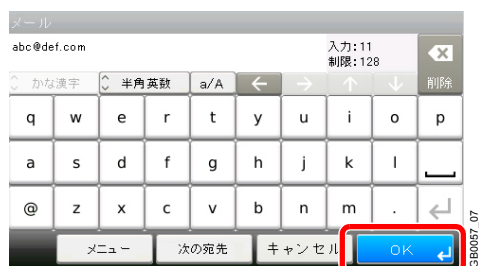 メール
abc@def.com
入力:11
制限:128
かな漢字 半角英数 a/A ← → ↑ ↓ 削除
q w e r t y u i o p
a s d f g h j k l
@ z x c v b n m .
メニュー 次の宛先 キャンセル OK
GB0057_07